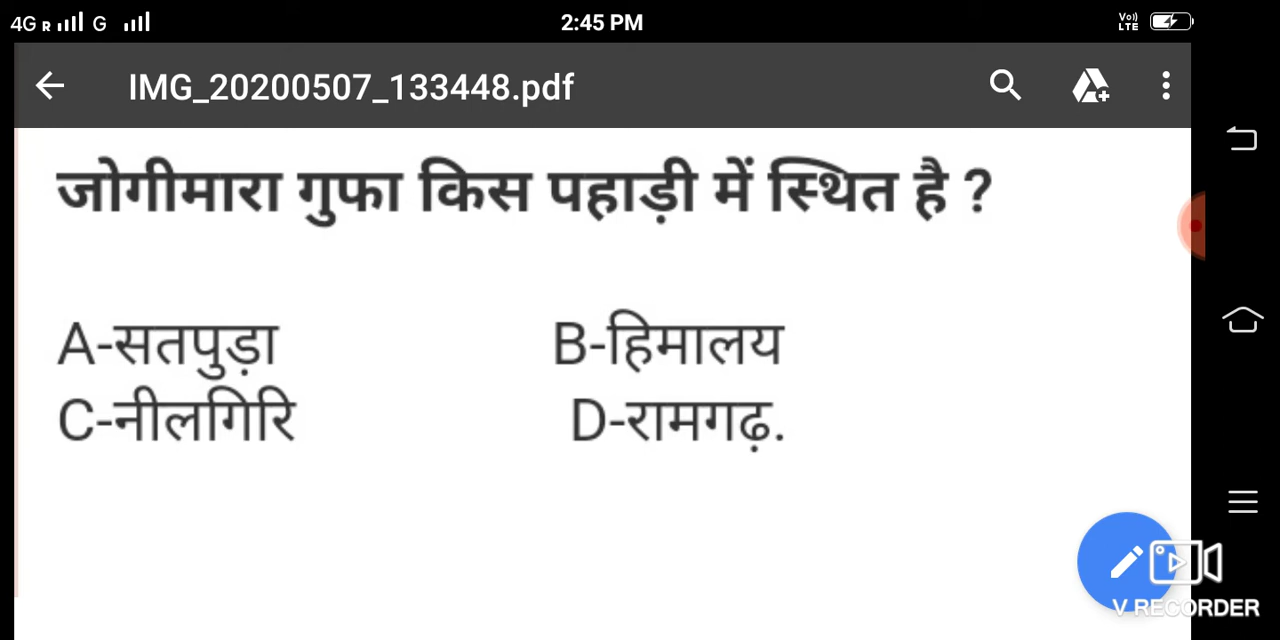 4G R G 2:45 PM Vo)) LTE
IMG_20200507_133448.pdf
जोगीमारा गुफा किस पहाड़ी में स्थित है ?
A-सतपुड़ा B-हिमालय
C-नीलगिरि D-रामगढ़.
V RECORDER